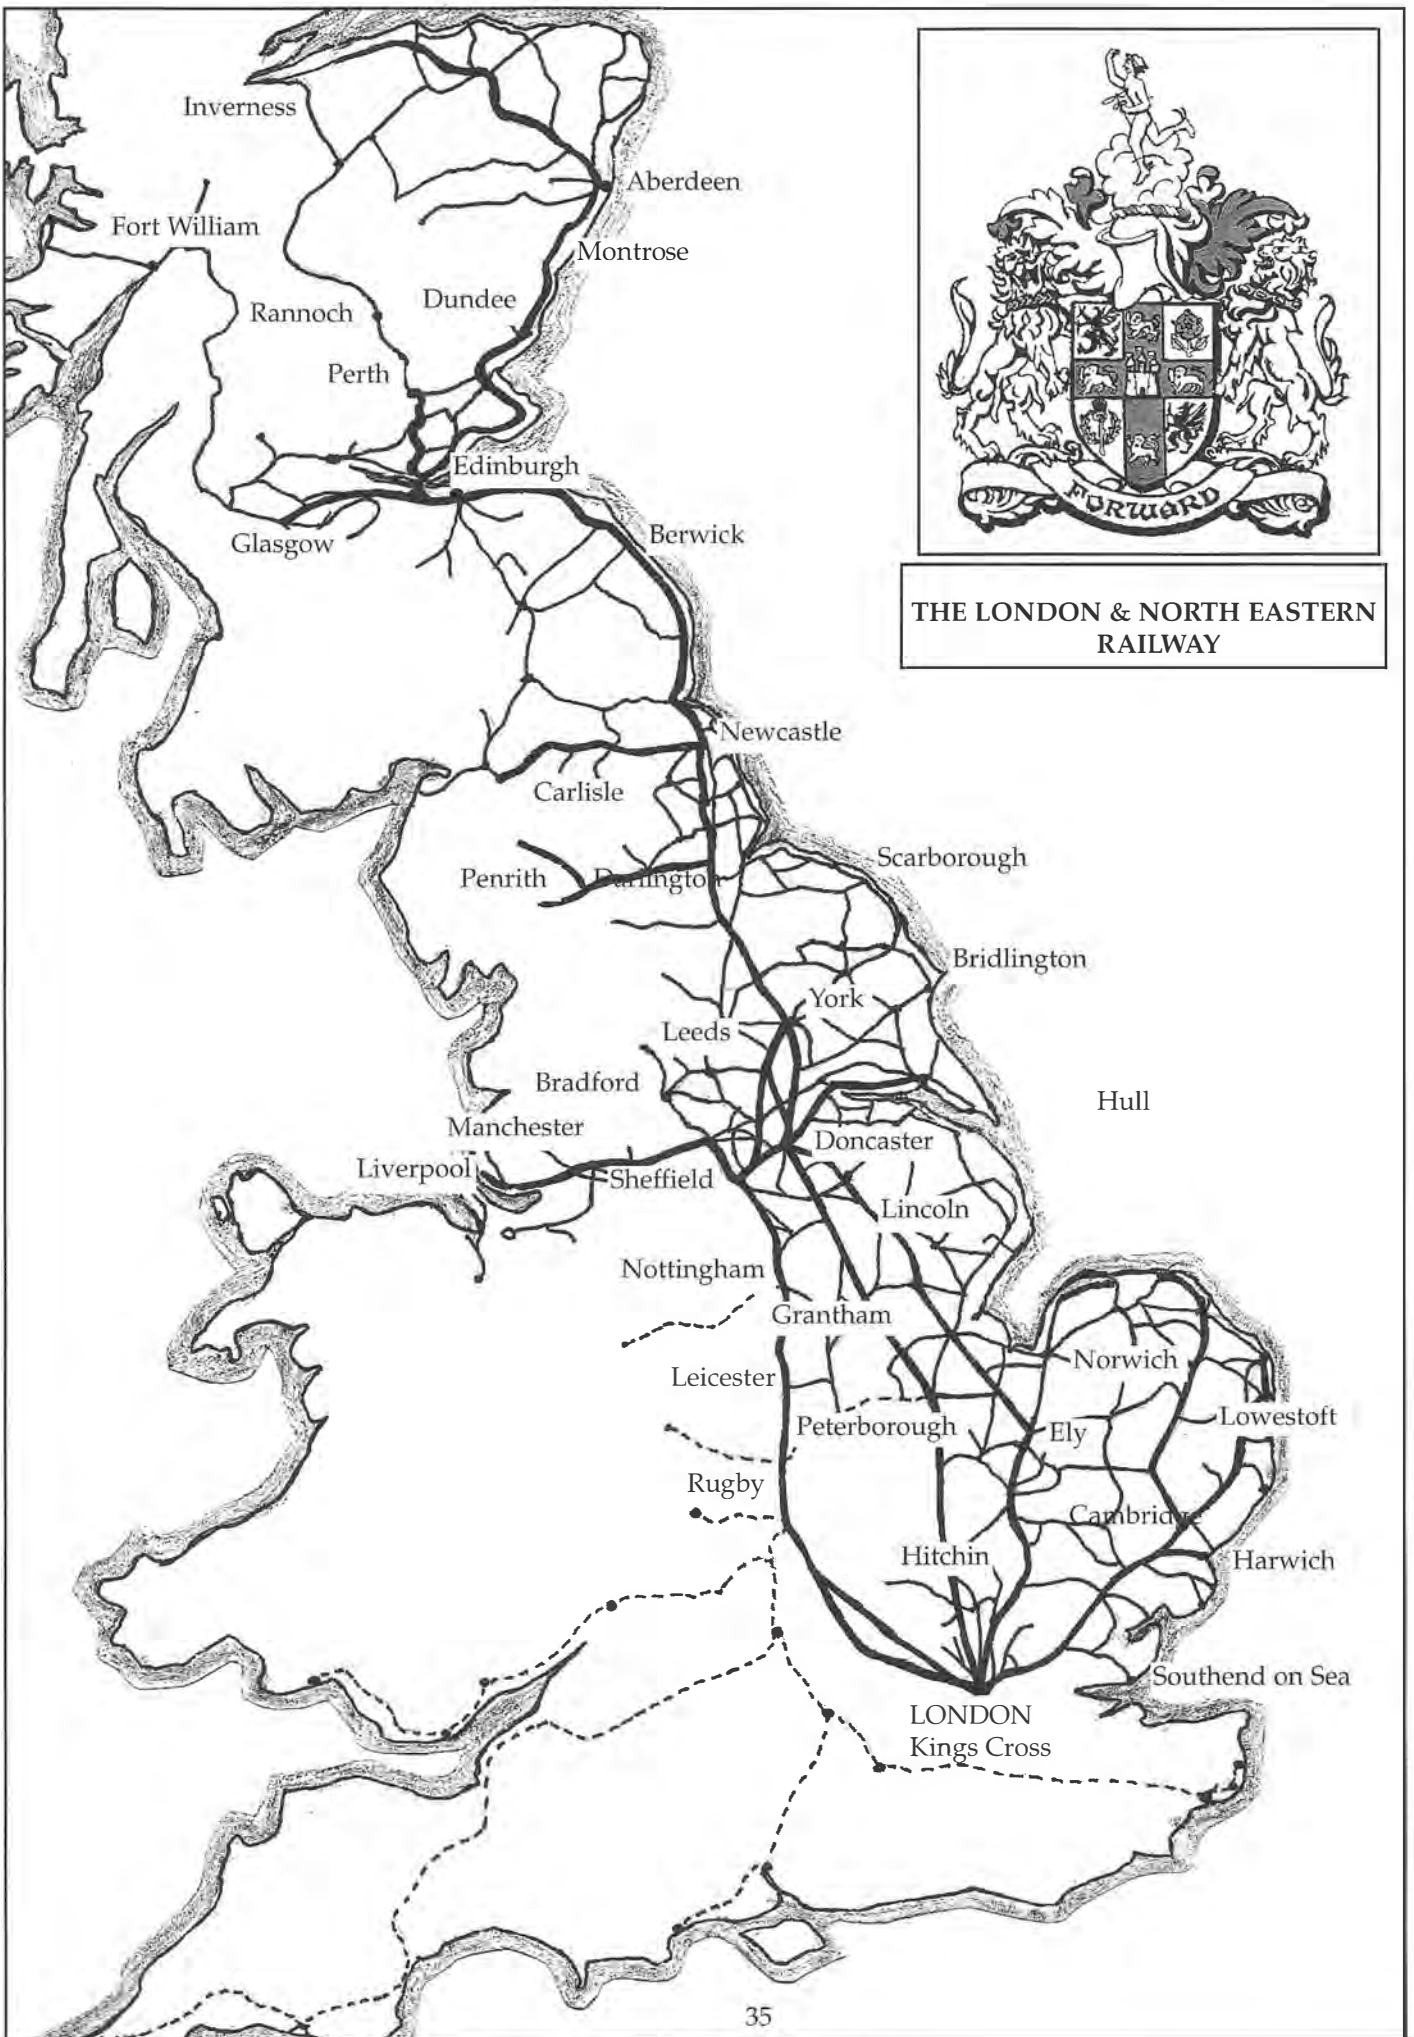 Inverness
Aberdeen
Fort William
Montrose
Rannoch
Dundee
Perth
Edinburgh
Glasgow
Berwick
FORWARD
THE LONDON & NORTH EASTERN
RAILWAY
Newcastle
Carlisle
Scarborough
Penrith
Darlington
Bridlington
York
Leeds
Bradford
Hull
Manchester
Doncaster
Liverpool
Sheffield
Lincoln
Nottingham
Grantham
Norwich
Leicester
Lowestoft
Peterborough
Ely
Rugby
Cambridge
Hitchin
Harwich
Southend on Sea
LONDON
Kings Cross
35